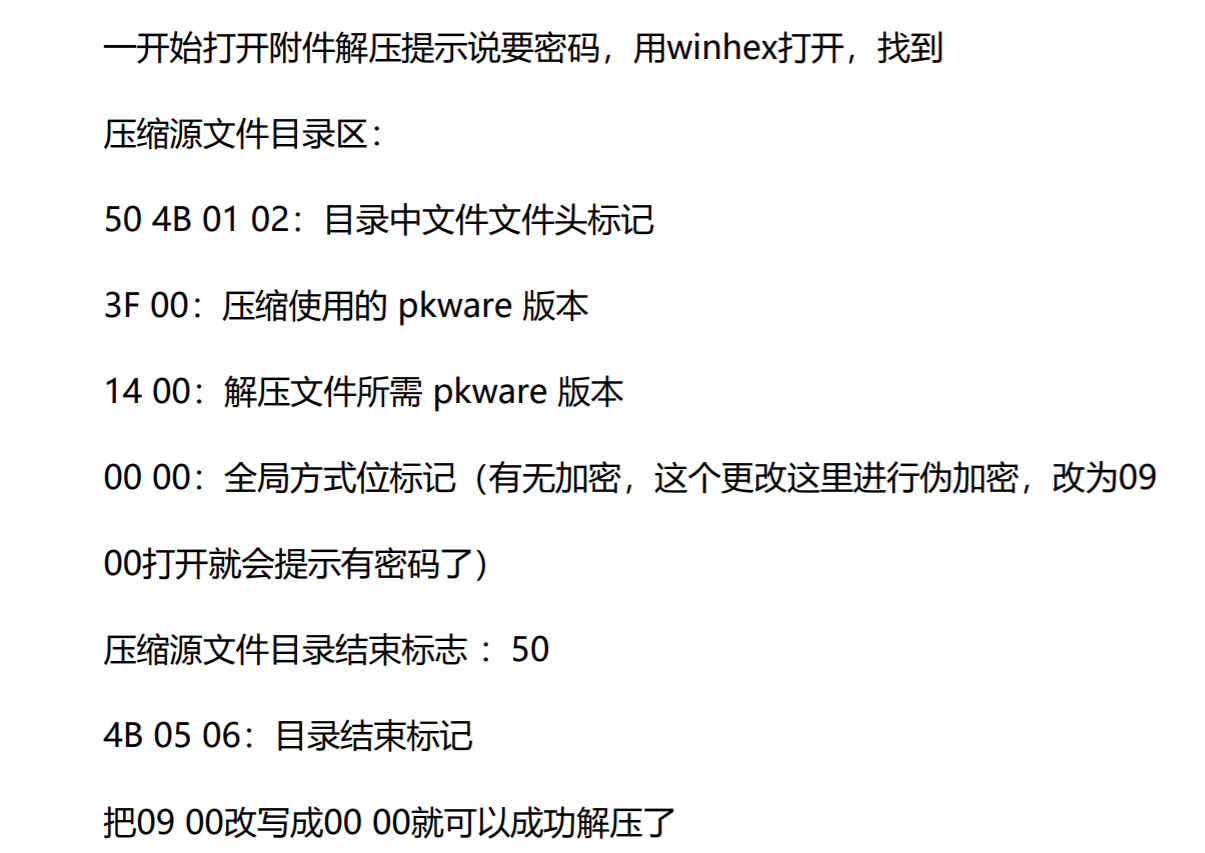 一开始打开附件解压提示说要密码，用winhex打开，找到
压缩源文件目录区：
50 4B 01 02：目录中文件文件头标记
3F 00：压缩使用的 pkware 版本
14 00：解压文件所需 pkware 版本
00 00：全局方式位标记（有无加密，这个更改这里进行伪加密，改为09
00打开就会提示有密码了）
压缩源文件目录结束标志 ：50
4B 05 06：目录结束标记
把09 00改写成00 00就可以成功解压了